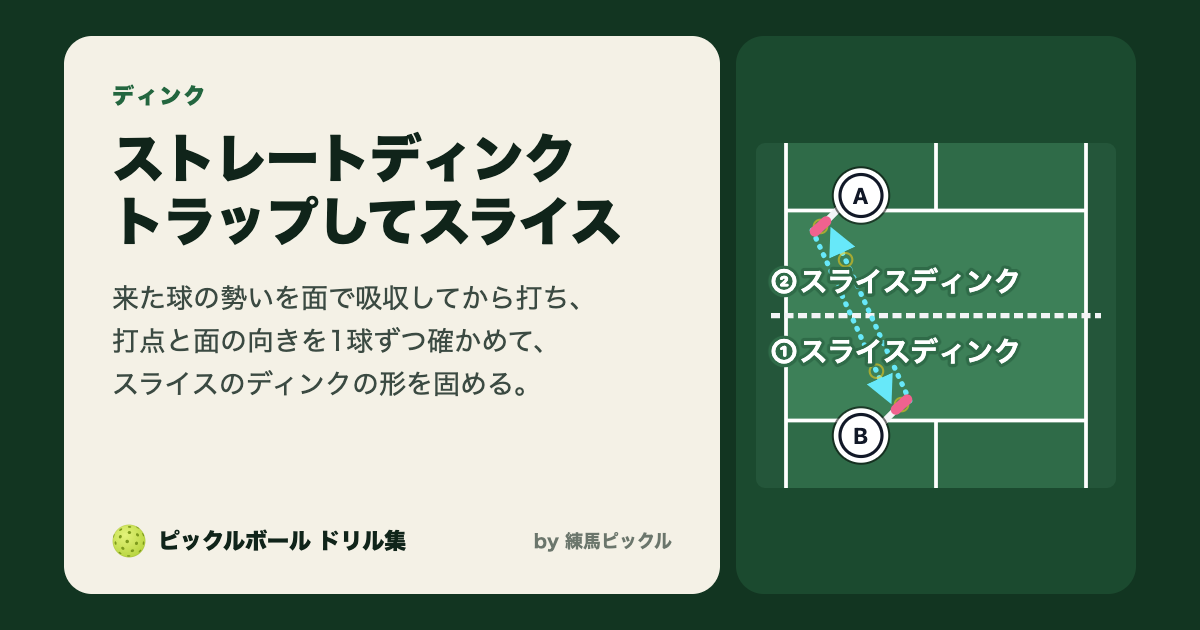 ディンク
ストレートディンク
トラップしてスライス
来た球の勢いを面で吸収してから打ち、
打点と面の向きを1球ずつ確かめて、
スライスのディンクの形を固める。
ピックルボール ドリル集
by 練馬ピックル
A
②スライスディンク
①スライスディンク
B